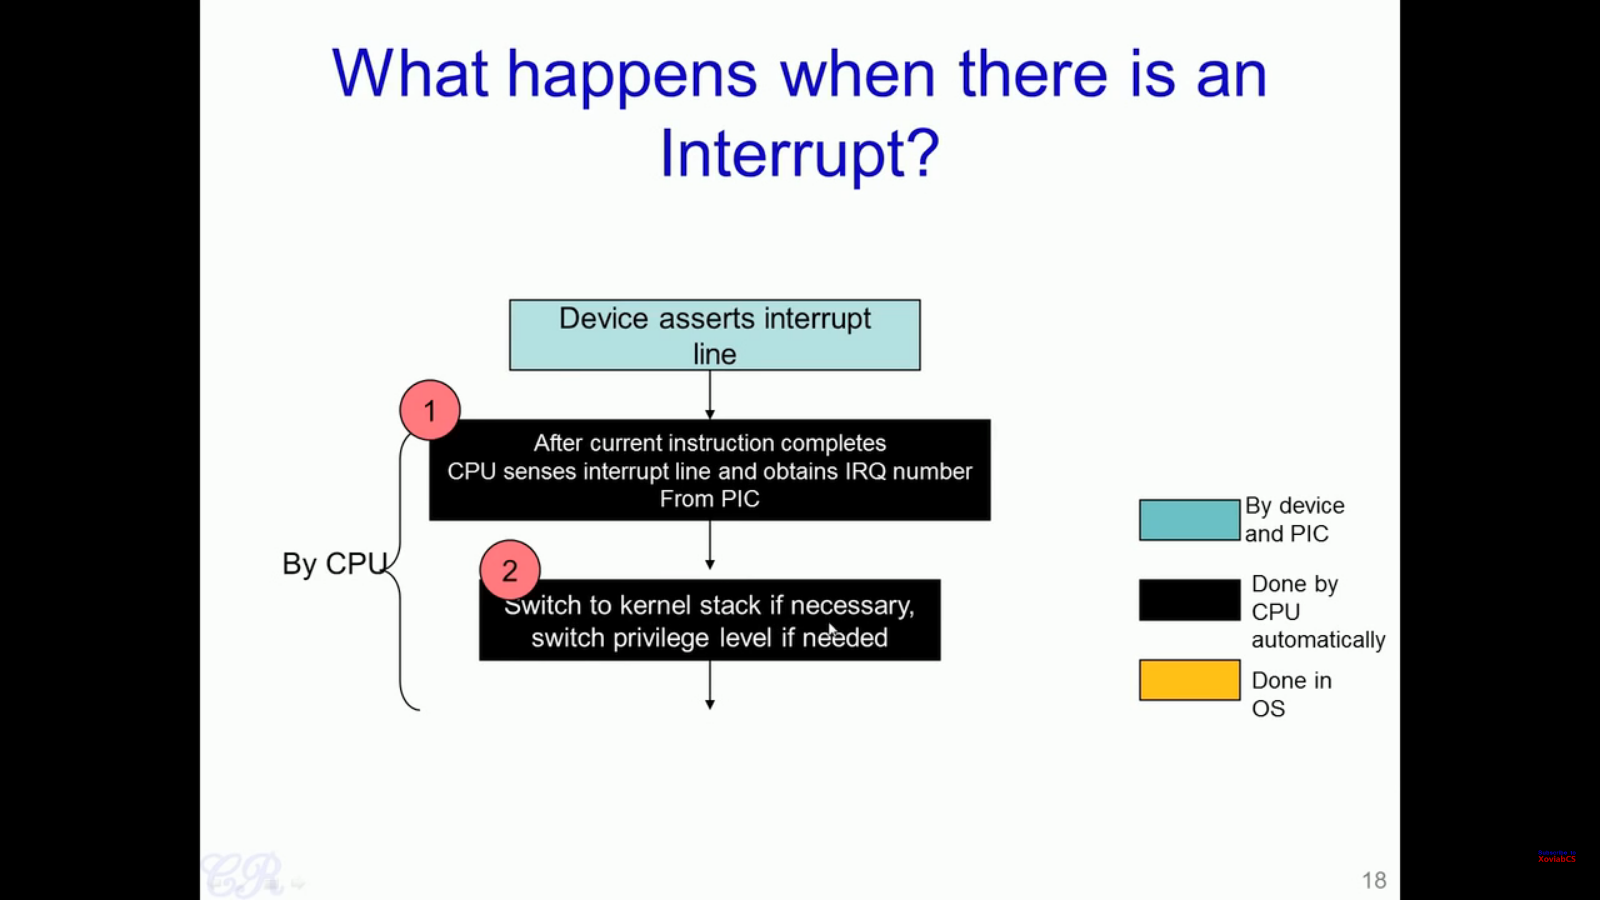 What happens when there is an
Interrupt?
Device asserts interrupt
line
1
After current instruction completes
CPU senses interrupt line and obtains IRQ number
From PIC
By CPU
2
Switch to kernel stack if necessary,
switch privilege level if needed
By device
and PIC
Done by
CPU
automatically
Done in
OS
CR
18
XoviabCS